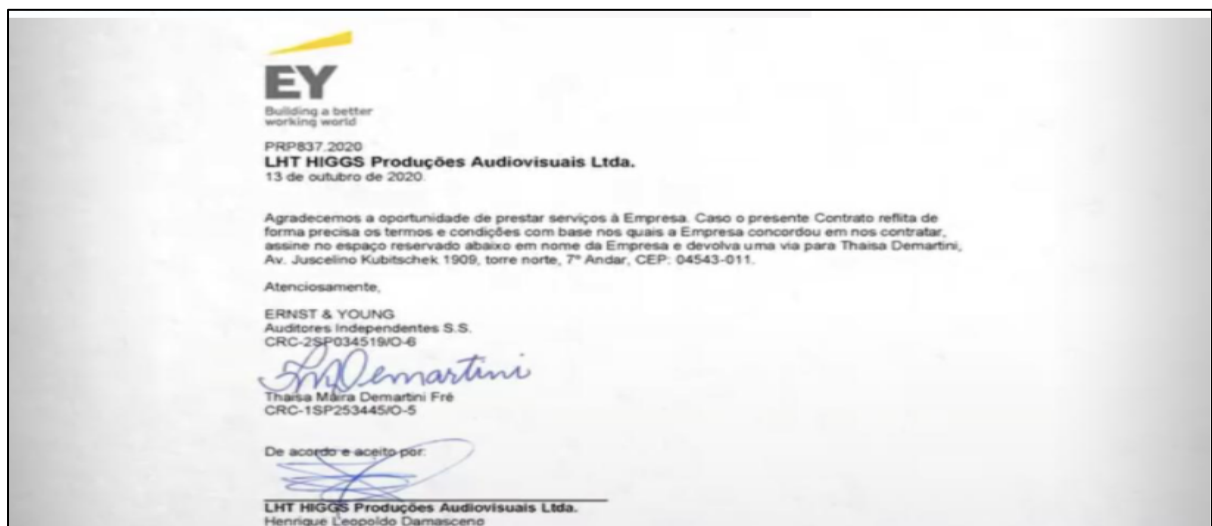 EY
Building a better
working world
PRP837.2020
LHT HIGGS Produções Audiovisuais Ltda.
13 de outubro de 2020.
Agradecemos a oportunidade de prestar serviços à Empresa. Caso o presente Contrato reflita de
forma precisa os termos e condições com base nos quais a Empresa concordou em nos contratar,
assine no espaço reservado abaixo em nome da Empresa e devolva uma via para Thaisa Demartini,
Av. Juscelino Kubitschek 1909, torre norte, 7º Andar, CEP: 04543-011.
Atenciosamente,
ERNST & YOUNG
Auditores Independentes S.S.
CRC-2SP034519/O-6
Demartini
Thaisa Máira Demartini Fré
CRC-1SP253445/O-5
De acordo e aceito por:
LHT HIGGS Produções Audiovisuais Ltda.
Henrique Leopoldo Damasceno